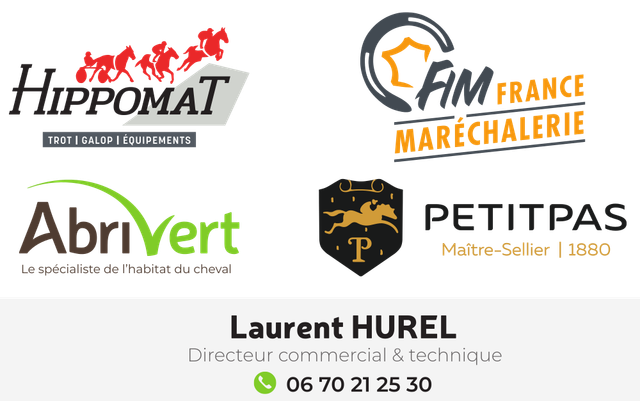 HIPPOMAT
TROT | GALOP | ÉQUIPEMENTS
FIM FRANCE
MARÉCHALERIE
AbriVert
Le spécialiste de l'habitat du cheval
P
PETITPAS
Maître-Sellier | 1880
Laurent HUREL
Directeur commercial & technique
06 70 21 25 30